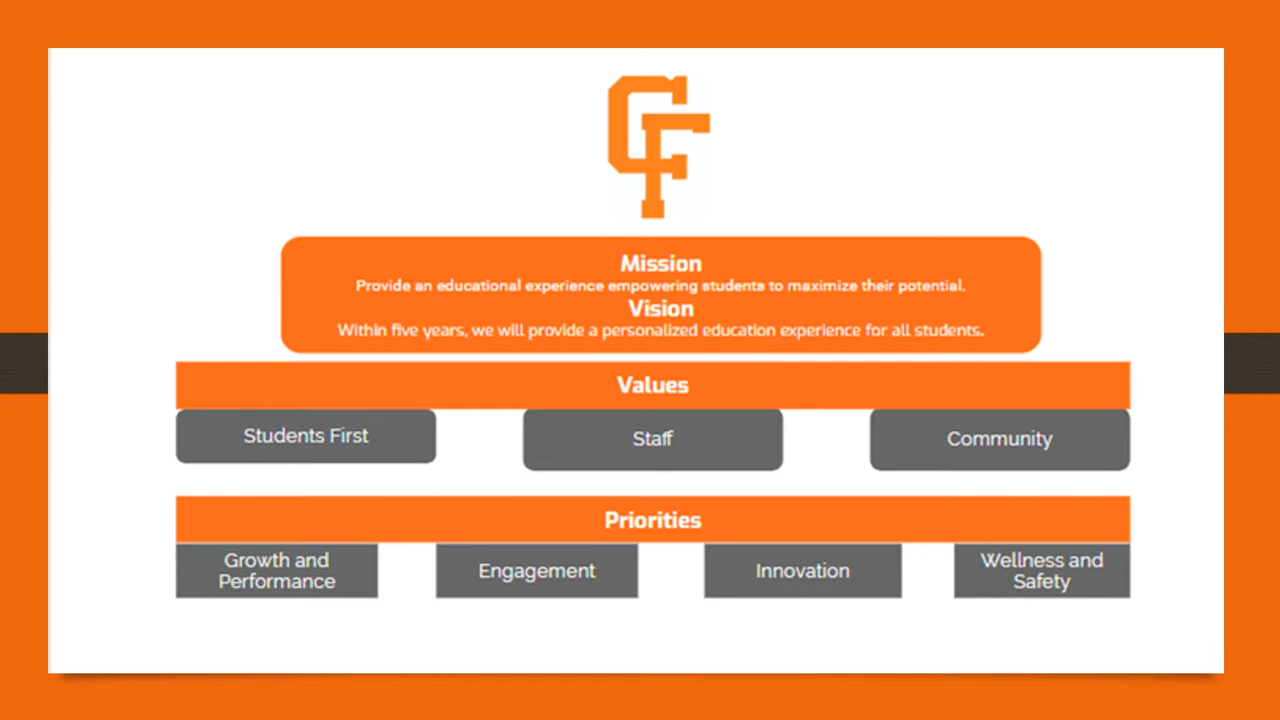 CF
Mission
Provide an educational experience empowering students to maximize their potential.
Vision
Within five years, we will provide a personalized education experience for all students.
Values
Students First
Staff
Community
Priorities
Growth and
Performance
Engagement
Innovation
Wellness and
Safety